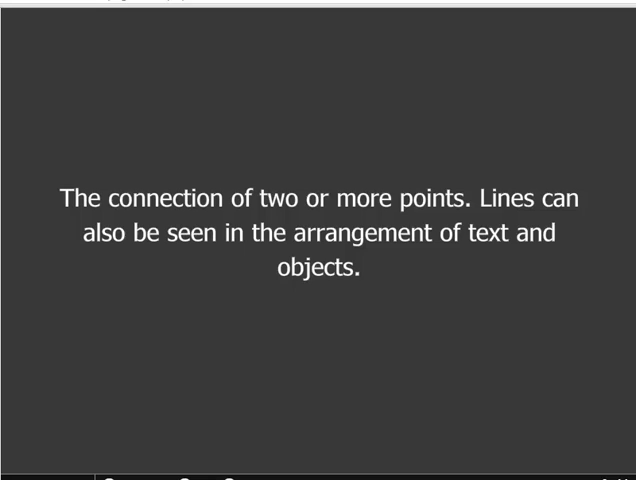 The connection of two or more points. Lines can
also be seen in the arrangement of text and
objects.